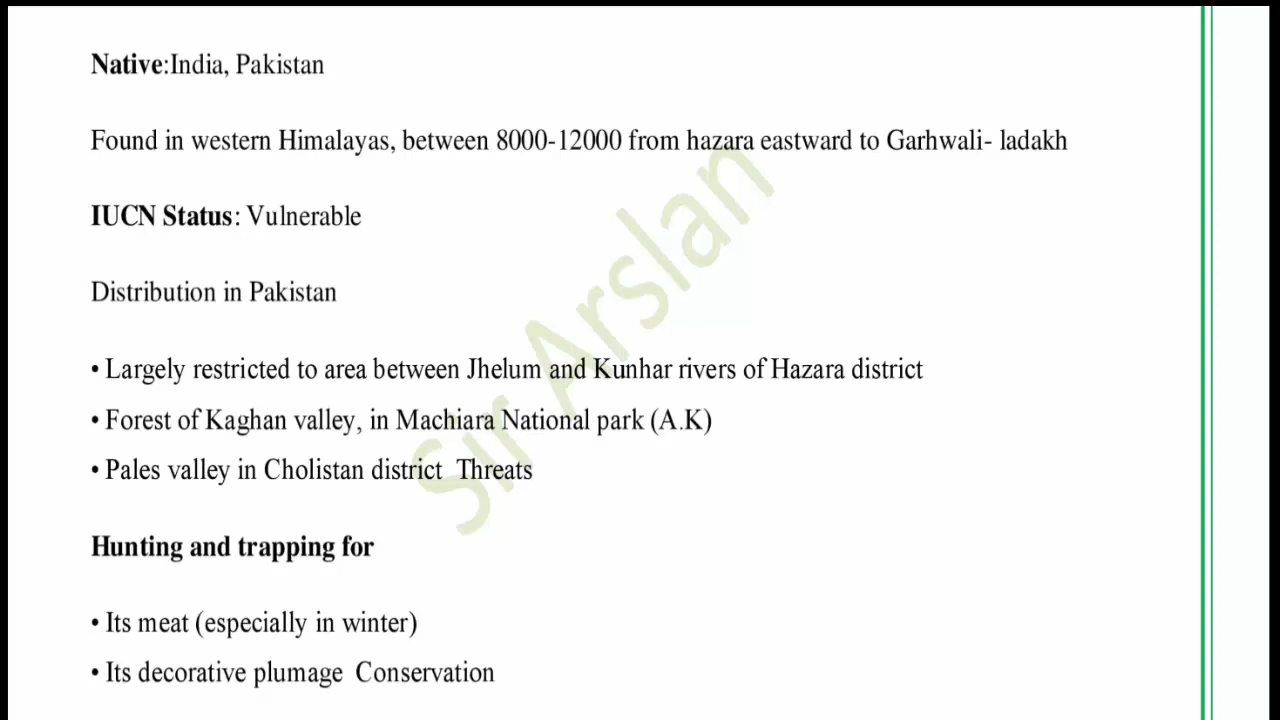 Native:India, Pakistan
Found in western Himalayas, between 8000-12000 from hazara eastward to Garhwali- ladakh
IUCN Status: Vulnerable
Distribution in Pakistan
• Largely restricted to area between Jhelum and Kunhar rivers of Hazara district
• Forest of Kaghan valley, in Machiara National park (A.K)
• Pales valley in Cholistan district  Threats
Hunting and trapping for
• Its meat (especially in winter)
• Its decorative plumage  Conservation
Sir Arslan